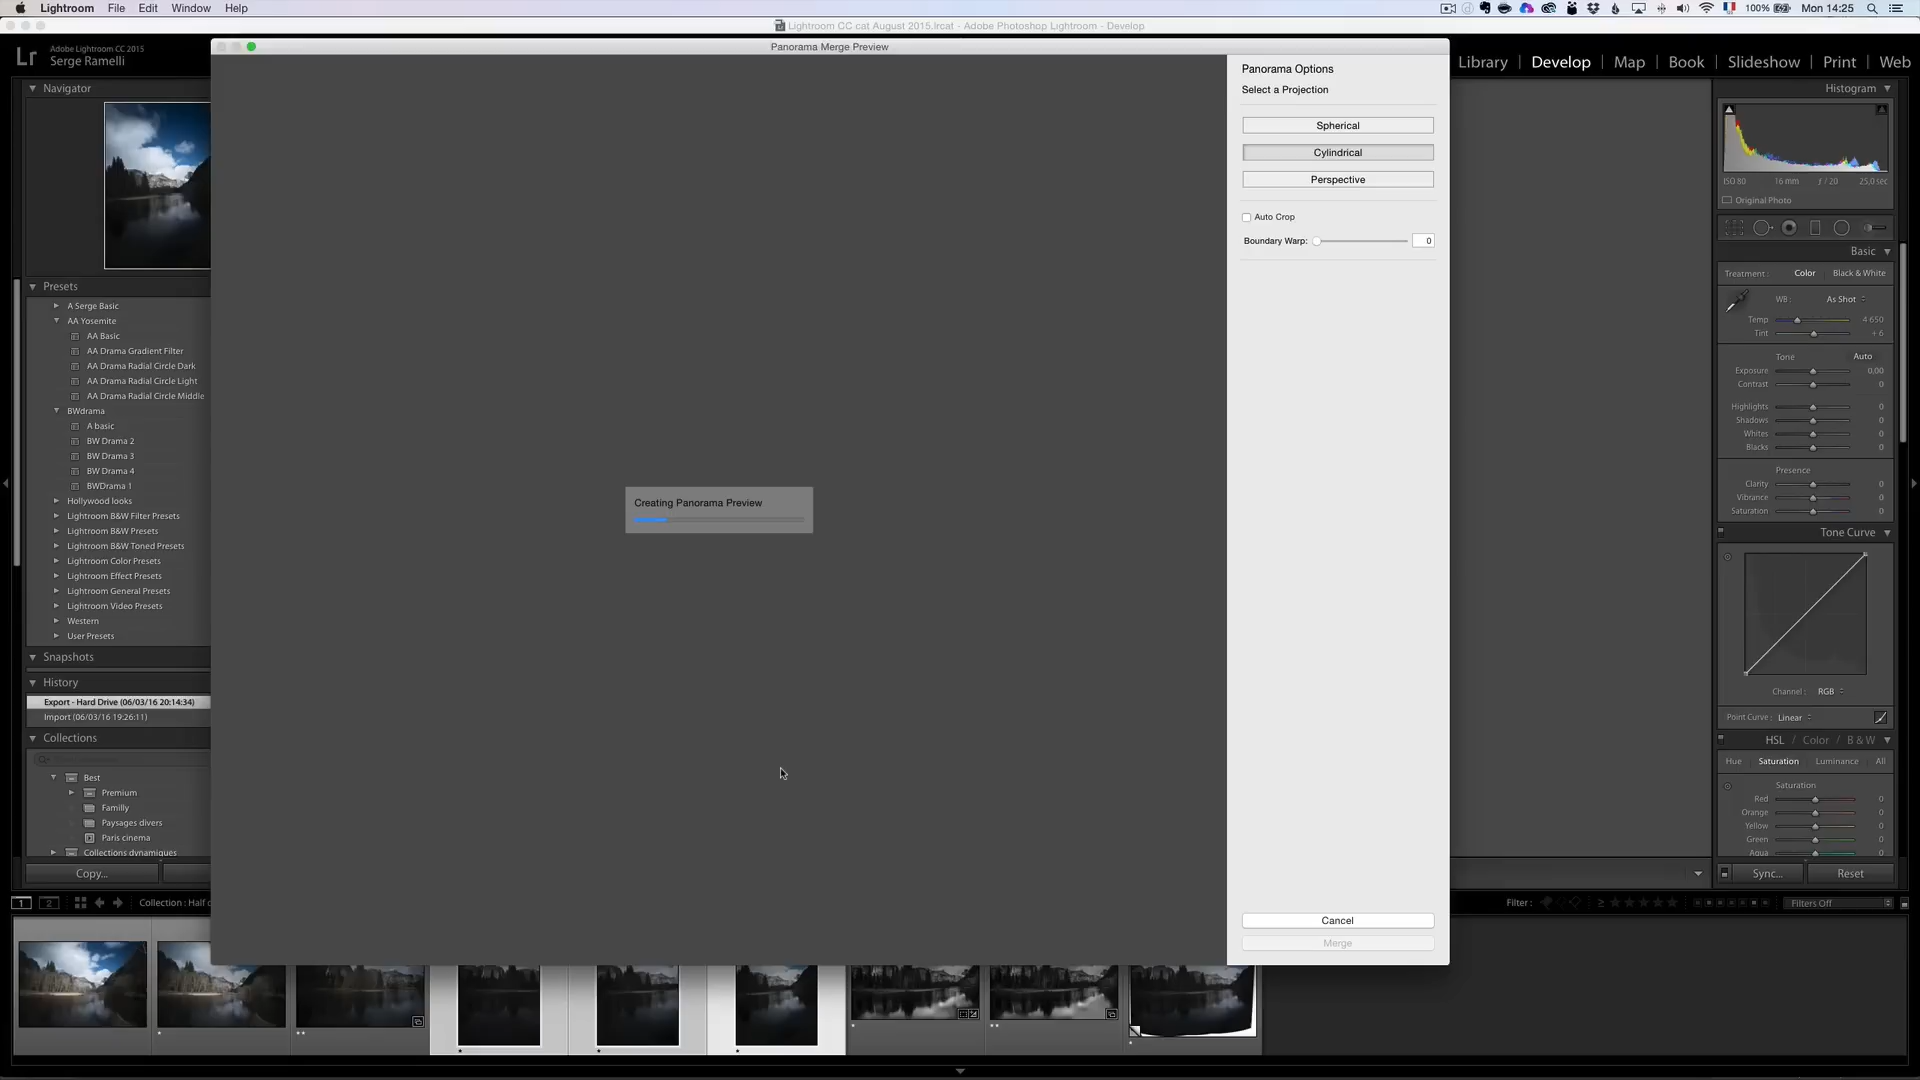 Lightroom File Edit Window Help
100% Mon 14:25
Lightroom CC cat August 2015.lrcat - Adobe Photoshop Lightroom - Develop
Lr
Adobe Lightroom CC 2015
Serge Ramelli
Library | Develop | Map | Book | Slideshow | Print | Web
Navigator
Presets
A Serge Basic
AA Yosemite
AA Basic
AA Drama Gradient Filter
AA Drama Radial Circle Dark
AA Drama Radial Circle Light
AA Drama Radial Circle Middle
BWdrama
A basic
BW Drama 2
BW Drama 3
BW Drama 4
BWDrama 1
Hollywood looks
Lightroom B&W Filter Presets
Lightroom B&W Presets
Lightroom B&W Toned Presets
Lightroom Color Presets
Lightroom Effect Presets
Lightroom General Presets
Lightroom Video Presets
Western
User Presets
Snapshots
History
Export - Hard Drive (06/03/16 20:14:34)
Import (06/03/16 19:26:11)
Collections
Best
Premium
Familly
Paysages divers
Paris cinema
Collections dynamiques
Copy...
Panorama Merge Preview
Creating Panorama Preview
Panorama Options
Select a Projection
Spherical
Cylindrical
Perspective
Auto Crop
Boundary Warp: 0
Cancel
Merge
Histogram
ISO 80 16 mm ƒ / 20 25,0 sec
Original Photo
Basic
Treatment : Color Black & White
WB : As Shot
Temp 4 650
Tint + 6
Tone Auto
Exposure 0,00
Contrast 0
Highlights 0
Shadows 0
Whites 0
Blacks 0
Presence
Clarity 0
Vibrance 0
Saturation 0
Tone Curve
Channel : RGB
Point Curve : Linear
HSL / Color / B & W
Hue Saturation Luminance All
Saturation
Red 0
Orange 0
Yellow 0
Green 0
Aqua 0
Sync... Reset
1 2 Collection : Half
Filter : Filters Off